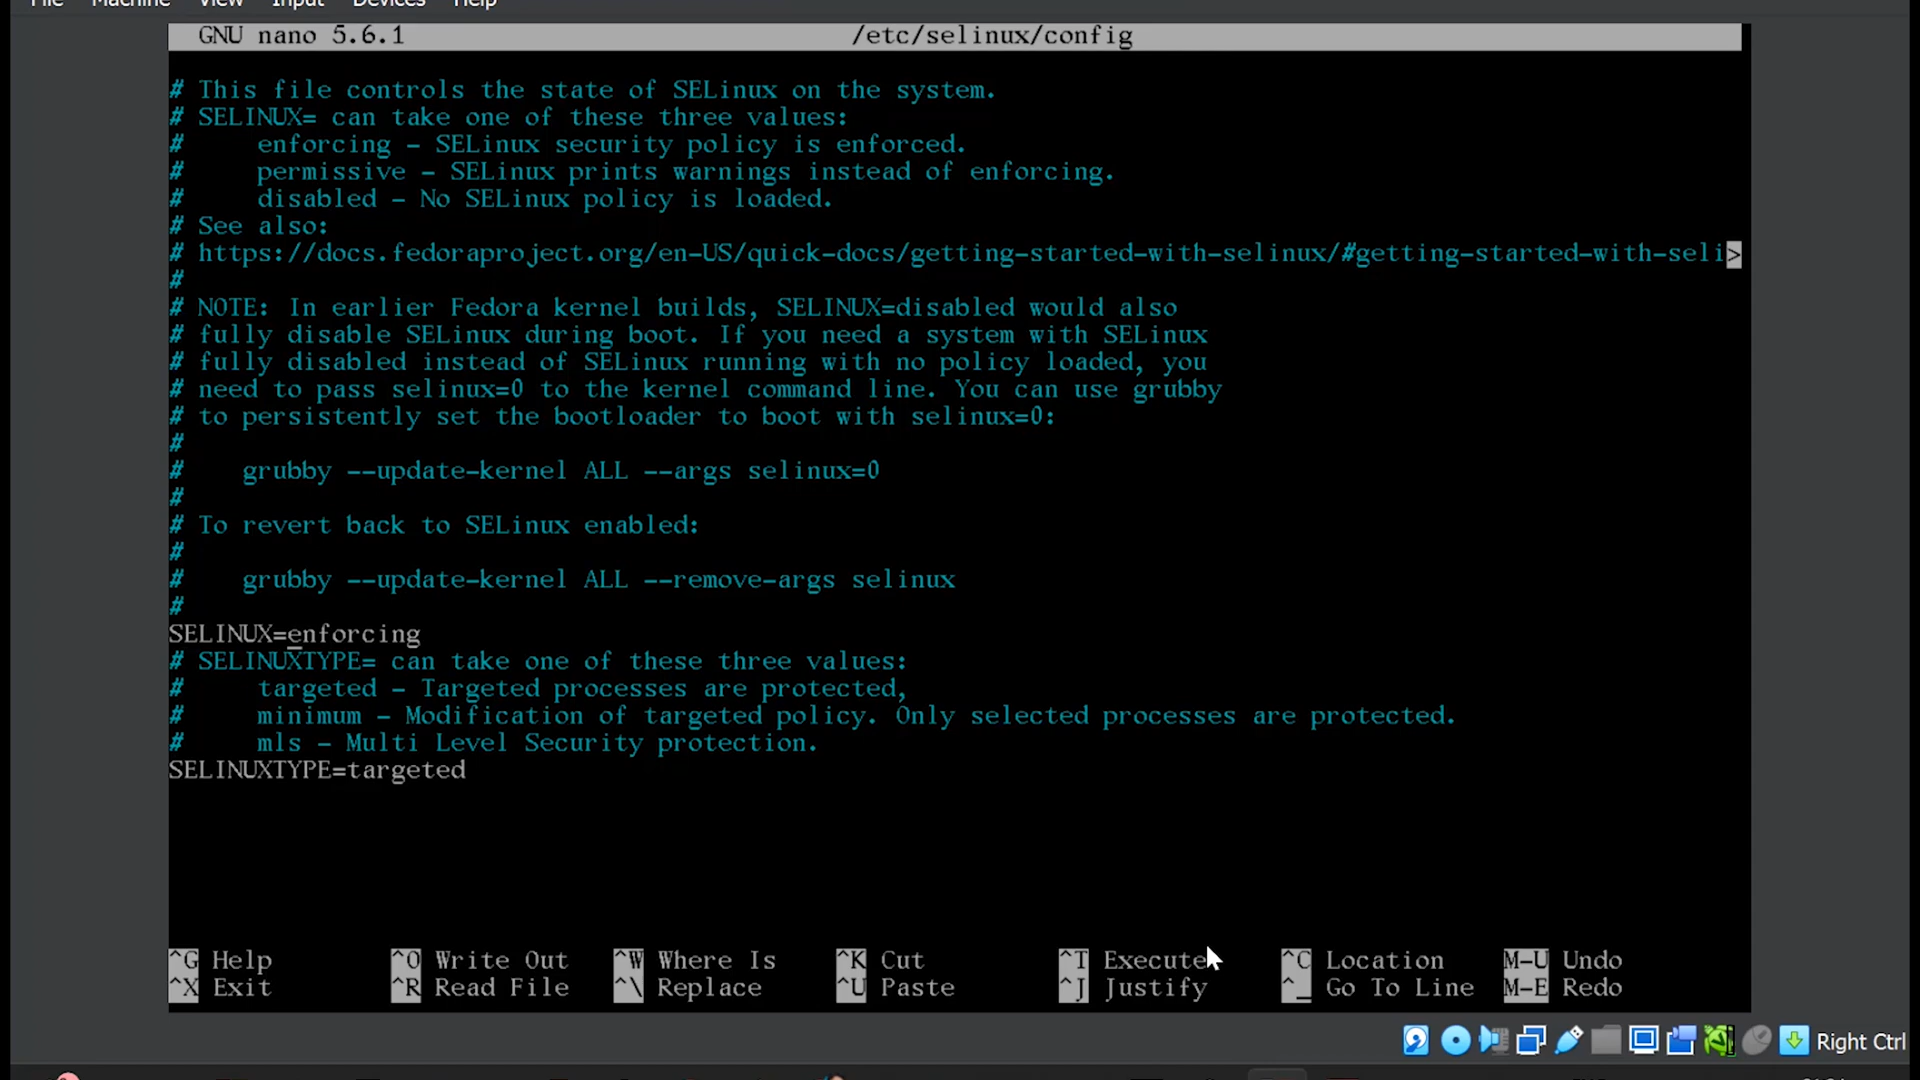 File Machine View Input Devices Help
GNU nano 5.6.1 /etc/selinux/config
# This file controls the state of SELinux on the system.
# SELINUX= can take one of these three values:
#     enforcing - SELinux security policy is enforced.
#     permissive - SELinux prints warnings instead of enforcing.
#     disabled - No SELinux policy is loaded.
# See also:
# https://docs.fedoraproject.org/en-US/quick-docs/getting-started-with-selinux/#getting-started-with-seli>
#
# NOTE: In earlier Fedora kernel builds, SELINUX=disabled would also
# fully disable SELinux during boot. If you need a system with SELinux
# fully disabled instead of SELinux running with no policy loaded, you
# need to pass selinux=0 to the kernel command line. You can use grubby
# to persistently set the bootloader to boot with selinux=0:
#
#    grubby --update-kernel ALL --args selinux=0
#
# To revert back to SELinux enabled:
#
#    grubby --update-kernel ALL --remove-args selinux
#
SELINUX=enforcing
# SELINUXTYPE= can take one of these three values:
#     targeted - Targeted processes are protected,
#     minimum - Modification of targeted policy. Only selected processes are protected.
#     mls - Multi Level Security protection.
SELINUXTYPE=targeted
^G Help ^O Write Out ^W Where Is ^K Cut ^T Execute ^C Location M-U Undo
^X Exit ^R Read File ^\ Replace ^U Paste ^J Justify ^_ Go To Line M-E Redo
Right Ctrl